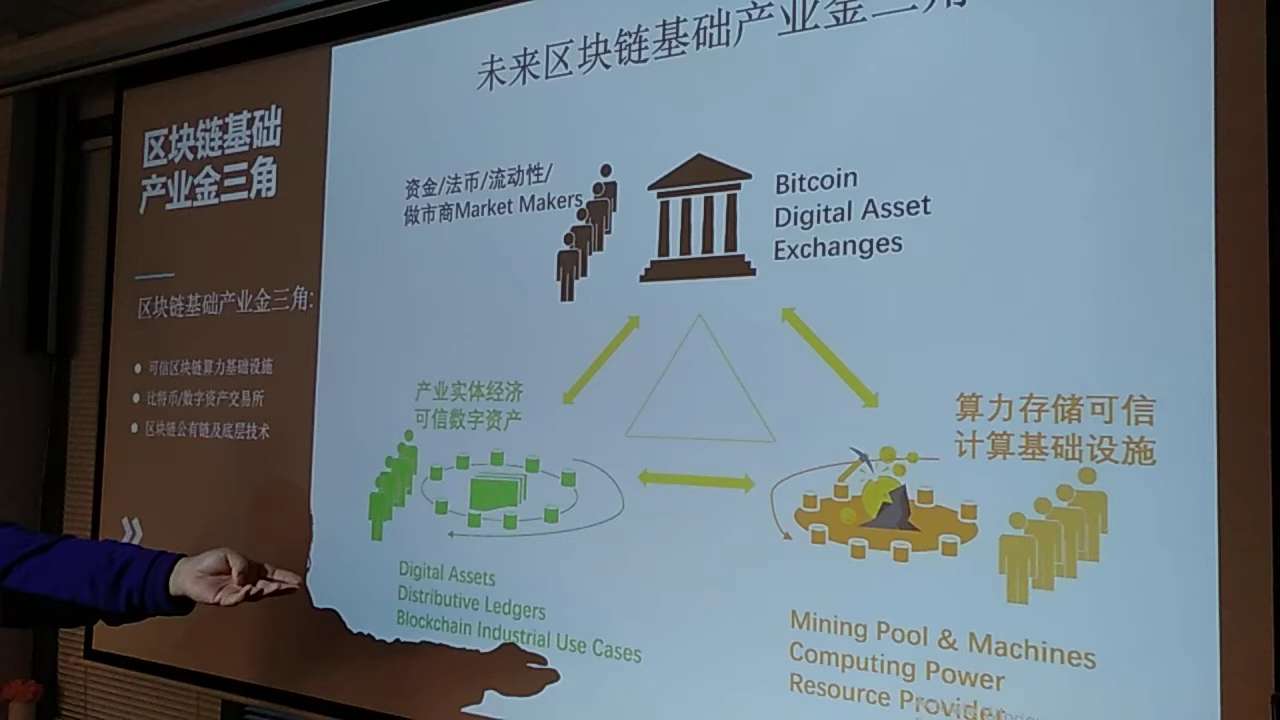 未来区块链基础产业金三角
区块链基础
产业金三角
区块链基础产业金三角:
可信区块链算力基础设施
比特币/数字资产交易所
区块链公有链及底层技术
资金/法币/流动性/
做市商Market Makers
Bitcoin
Digital Asset
Exchanges
产业实体经济
可信数字资产
算力存储可信
计算基础设施
Digital Assets
Distributive Ledgers
Blockchain Industrial Use Cases
Mining Pool & Machines
Computing Power
Resource Provider